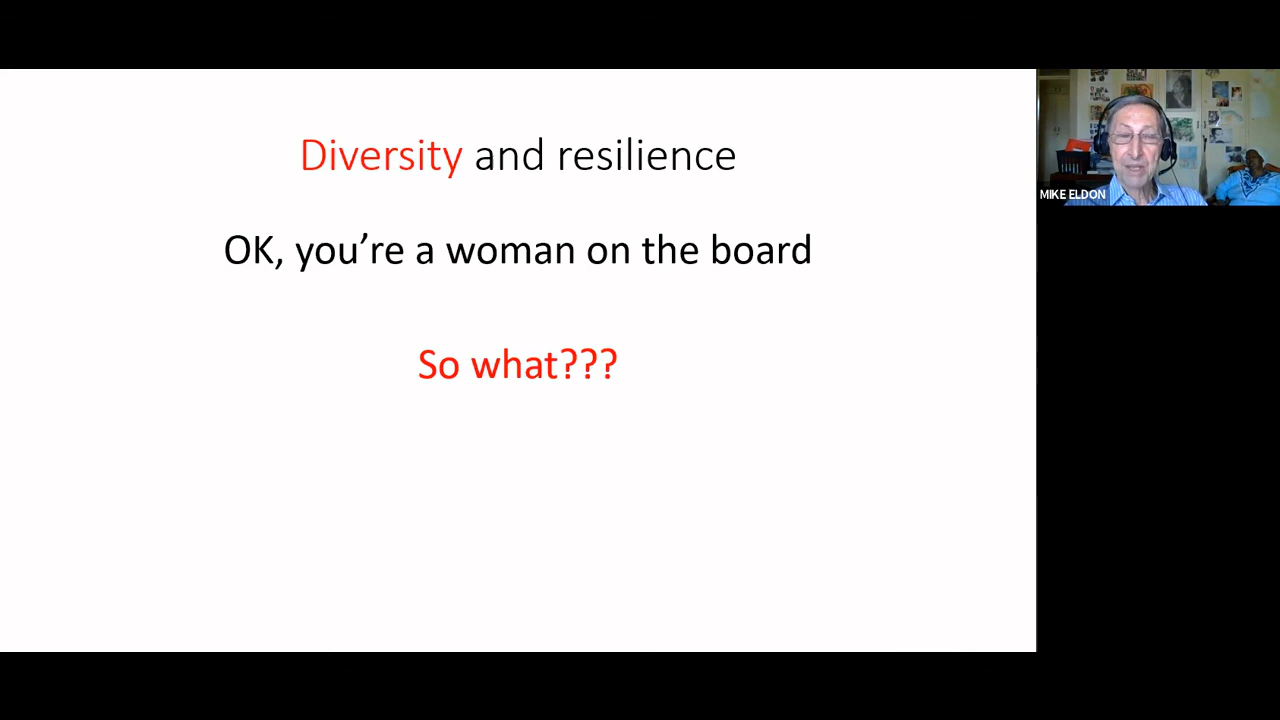 Diversity and resilience
OK, you’re a woman on the board
So what???
MIKE ELDON